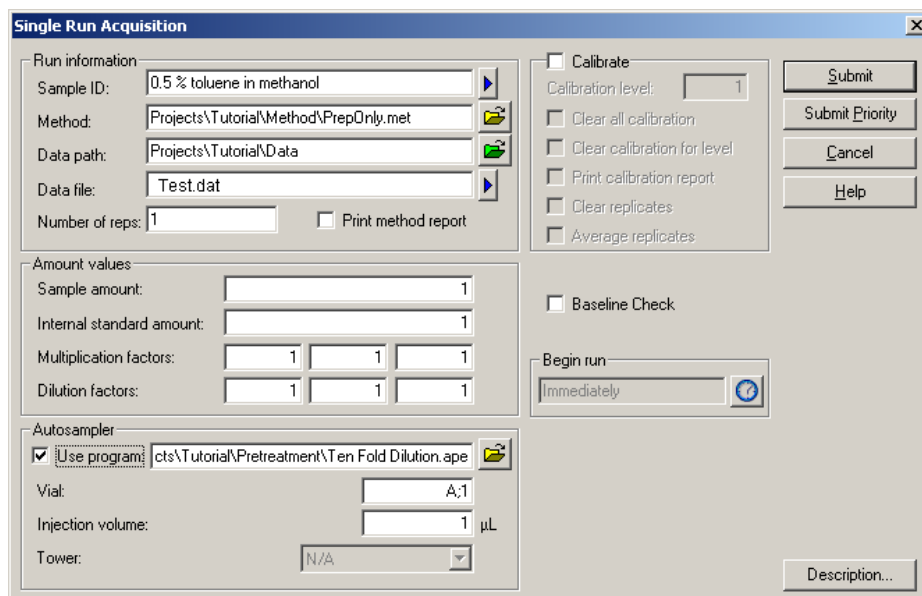 Single Run Acquisition
Run information
Sample ID: 0.5 % toluene in methanol
Method: Projects\Tutorial\Method\PrepOnly.met
Data path: Projects\Tutorial\Data
Data file: Test.dat
Number of reps: 1 Print method report
Amount values
Sample amount: 1
Internal standard amount: 1
Multiplication factors: 1 1 1
Dilution factors: 1 1 1
Autosampler
Use program: cts\Tutorial\Pretreatment\Ten Fold Dilution.ape
Vial: A;1
Injection volume: 1 µL
Tower: N/A
Calibrate
Calibration level: 1
Clear all calibration
Clear calibration for level
Print calibration report
Clear replicates
Average replicates
Baseline Check
Begin run
Immediately
Submit
Submit Priority
Cancel
Help
Description...